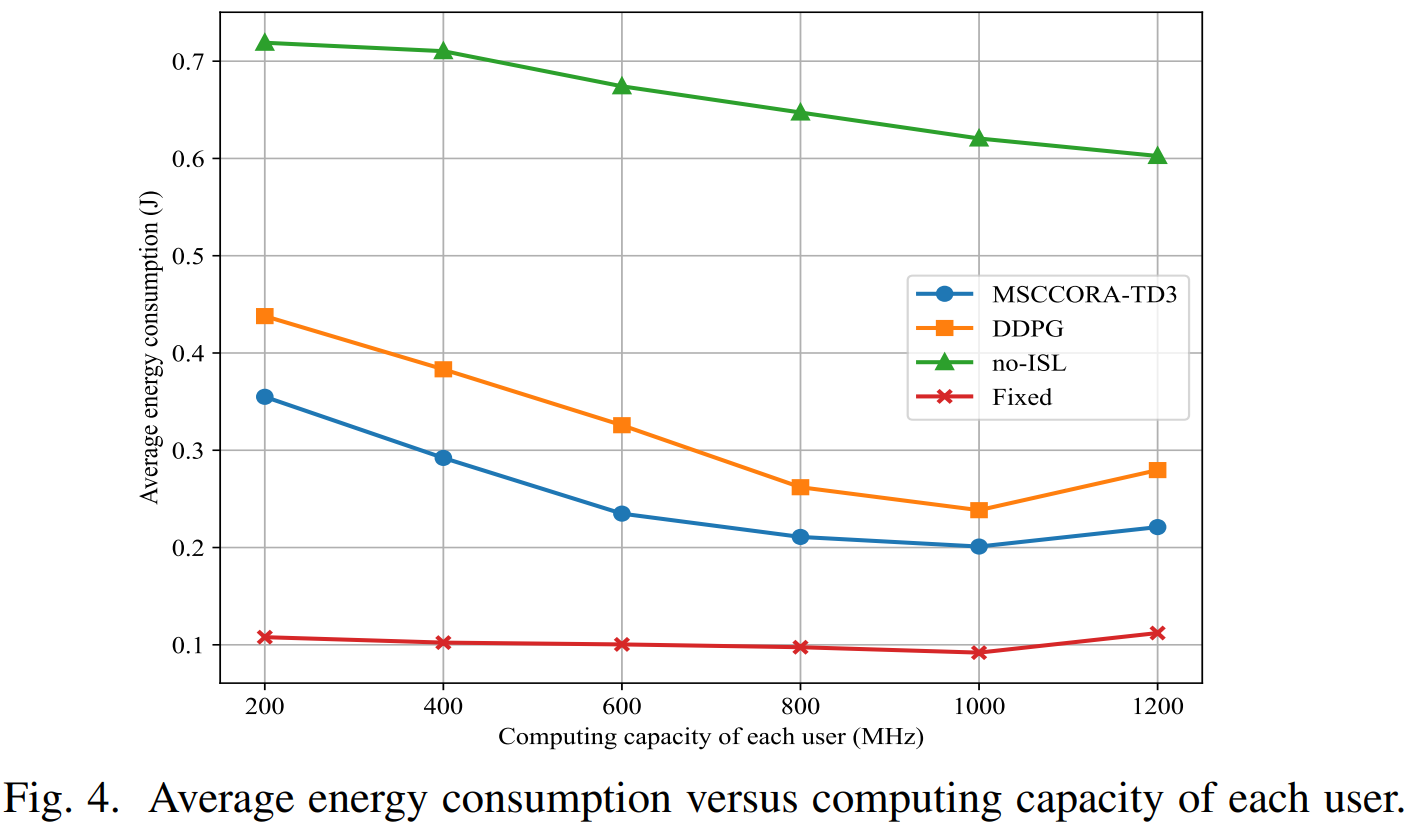 0.7
0.6
0.5
0.4
0.3
0.2
0.1
Average energy consumption (J)
MSCCORA-TD3
DDPG
no-ISL
Fixed
200 400 600 800 1000 1200
Computing capacity of each user (MHz)
Fig. 4. Average energy consumption versus computing capacity of each user.